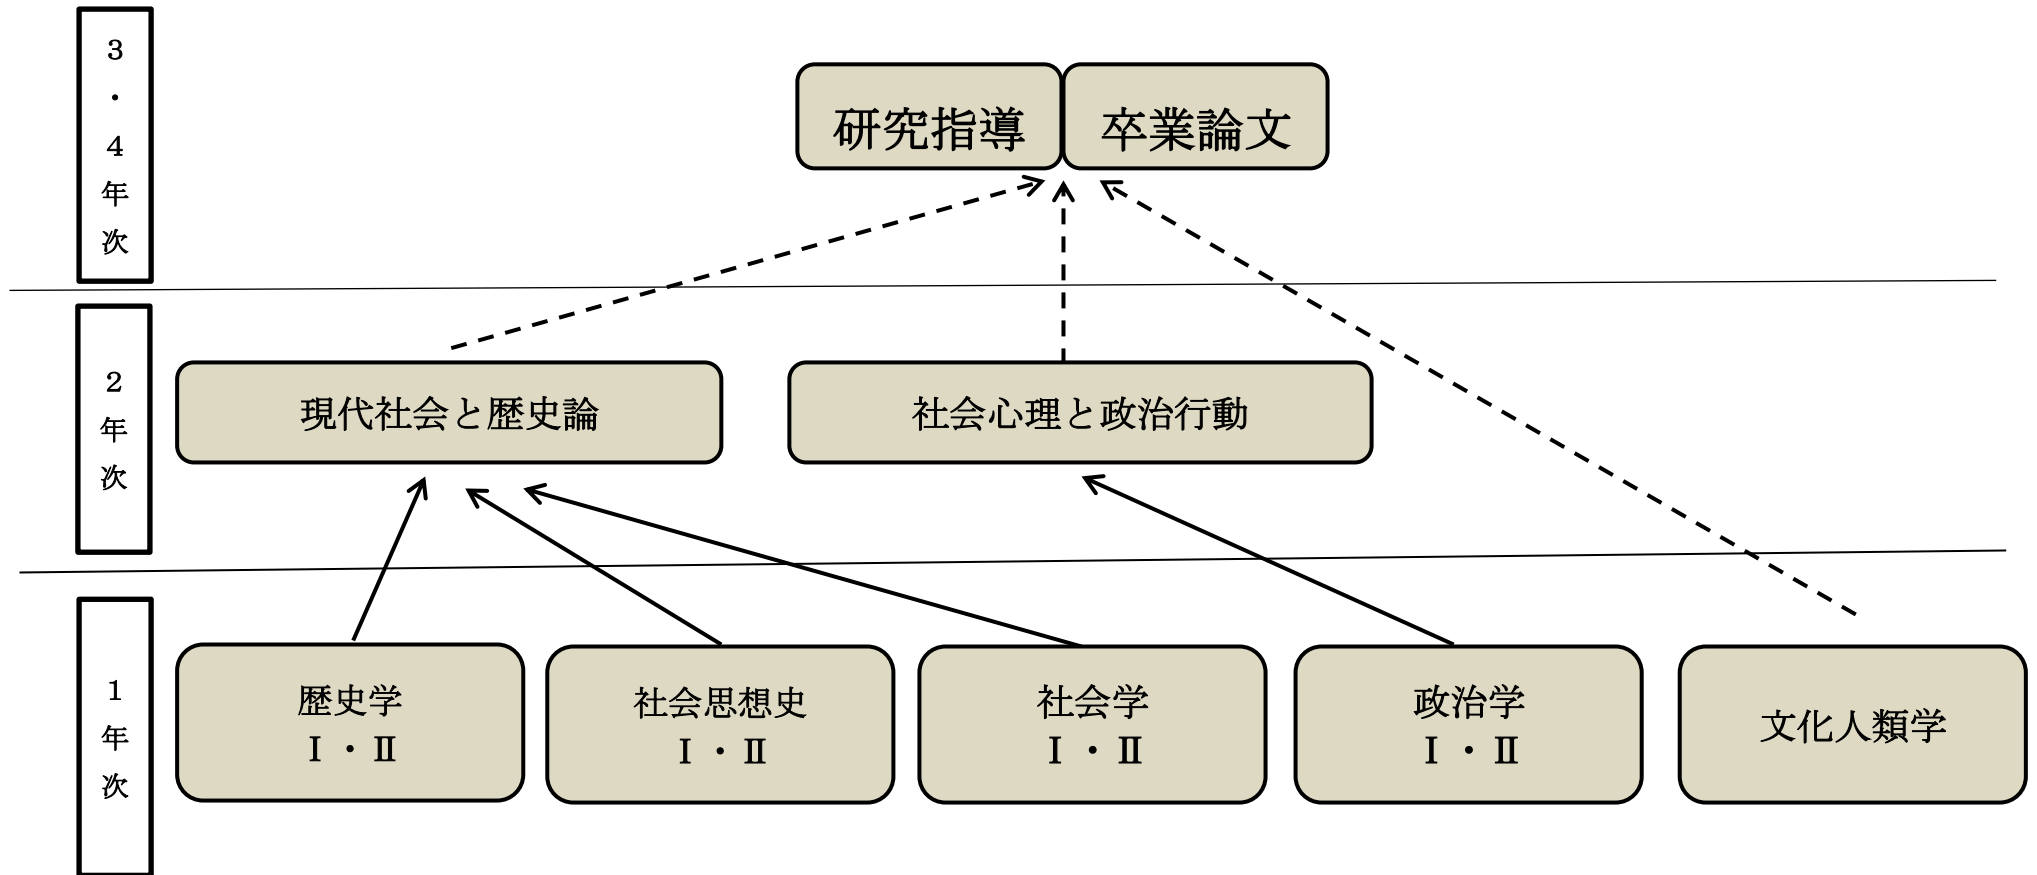 ３・４年次
研究指導
卒業論文
２年次
現代社会と歴史論
社会心理と政治行動
１年次
歴史学
Ⅰ・Ⅱ
社会思想史
Ⅰ・Ⅱ
社会学
Ⅰ・Ⅱ
政治学
Ⅰ・Ⅱ
文化人類学